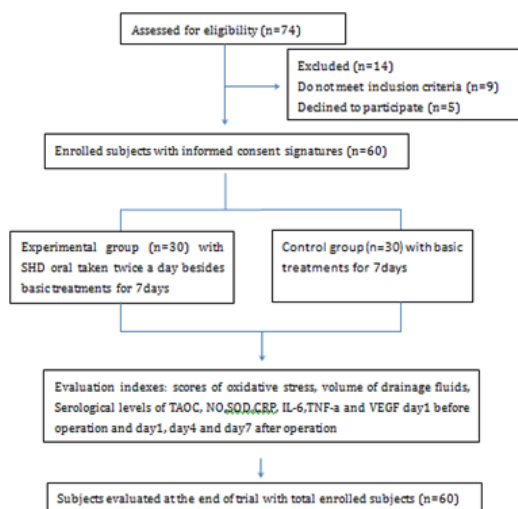 Assessed for eligibility (n=74)
Excluded (n=14)
Do not meet inclusion criteria (n=9)
Declined to participate (n=5)
Enrolled subjects with informed consent signatures (n=60)
Experimental group (n=30) with
SHD oral taken twice a day besides
basic treatments for 7days
Control group (n=30) with basic
treatments for 7days
Evaluation indexes: scores of oxidative stress, volume of drainage fluids,
Serological levels of TAOC, NO,SOD,CRP, IL-6,TNF-a and VEGF day1 before
operation and day1, day4 and day7 after operation
Subjects evaluated at the end of trial with total enrolled subjects (n=60)